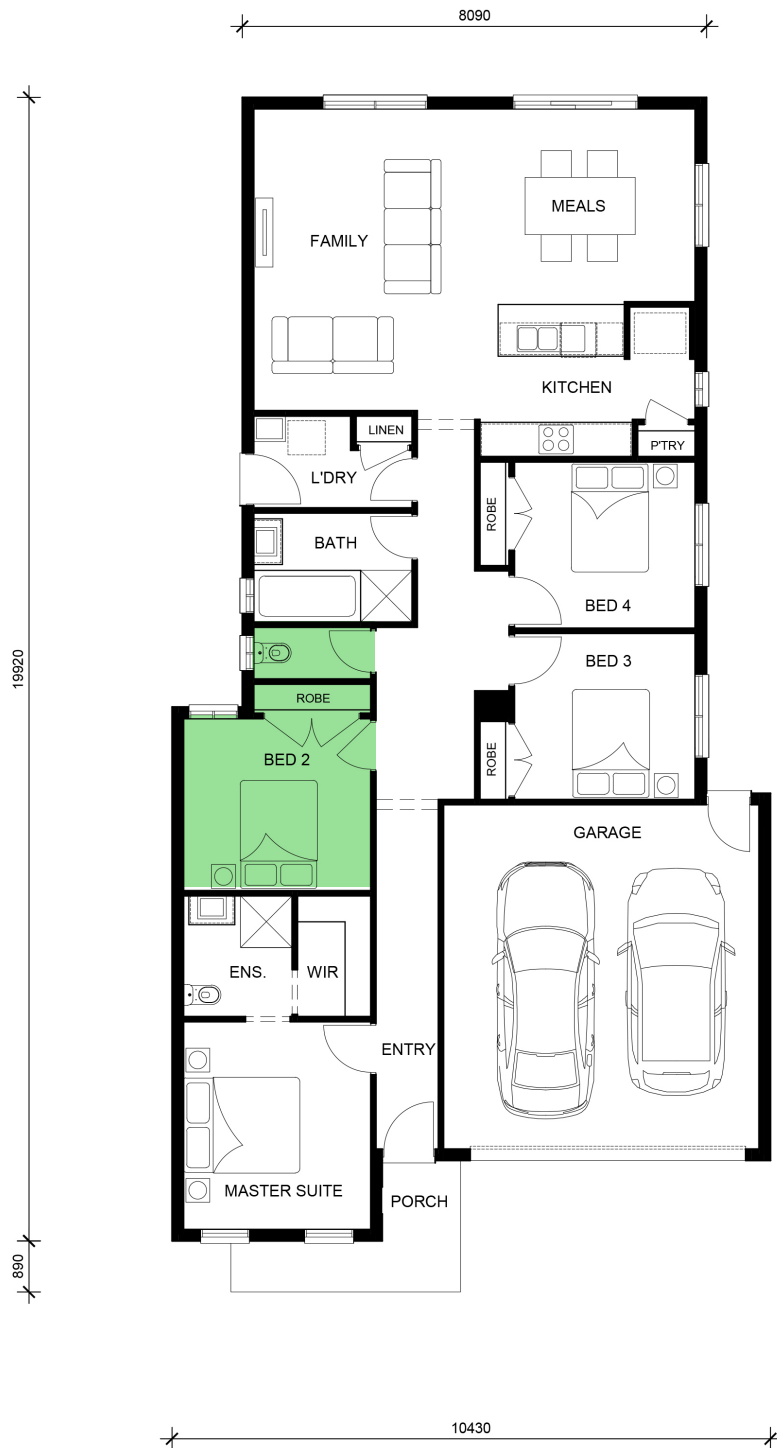 8090
MEALS
FAMILY
KITCHEN
LINEN
P'TRY
L'DRY
ROBE
BATH
BED 4
19920
BED 3
ROBE
BED 2
ROBE
GARAGE
ENS.
WIR
ENTRY
MASTER SUITE
PORCH
890
10430